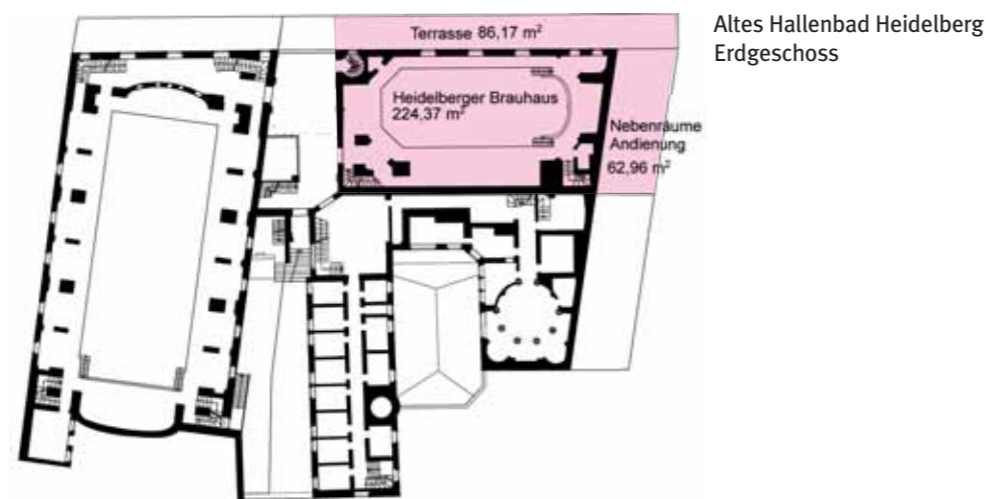 Altes Hallenbad Heidelberg
Erdgeschoss
Terrasse 86,17 m²
Heidelberger Brauhaus
224,37 m²
Nebenräume
Andienung
62,96 m²